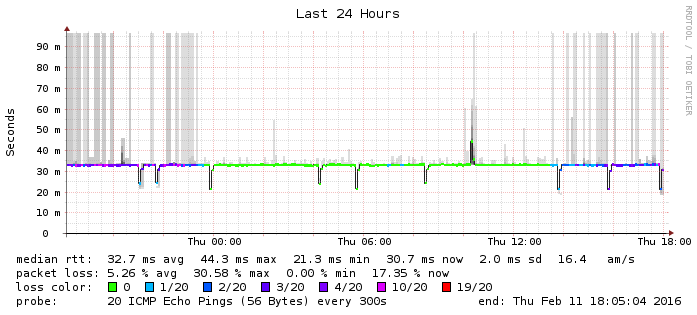 Last 24 Hours
RRDTOOL / TOBI OETIKER
Seconds
90 m
80 m
70 m
60 m
50 m
40 m
30 m
20 m
10 m
0
Thu 00:00 Thu 06:00 Thu 12:00 Thu 18:00
median rtt: 32.7 ms avg 44.3 ms max 21.3 ms min 30.7 ms now 2.0 ms sd 16.4 am/s
packet loss: 5.26 % avg 30.58 % max 0.00 % min 17.35 % now
loss color: 0 1/20 2/20 3/20 4/20 10/20 19/20
probe: 20 ICMP Echo Pings (56 Bytes) every 300s end: Thu Feb 11 18:05:04 2016